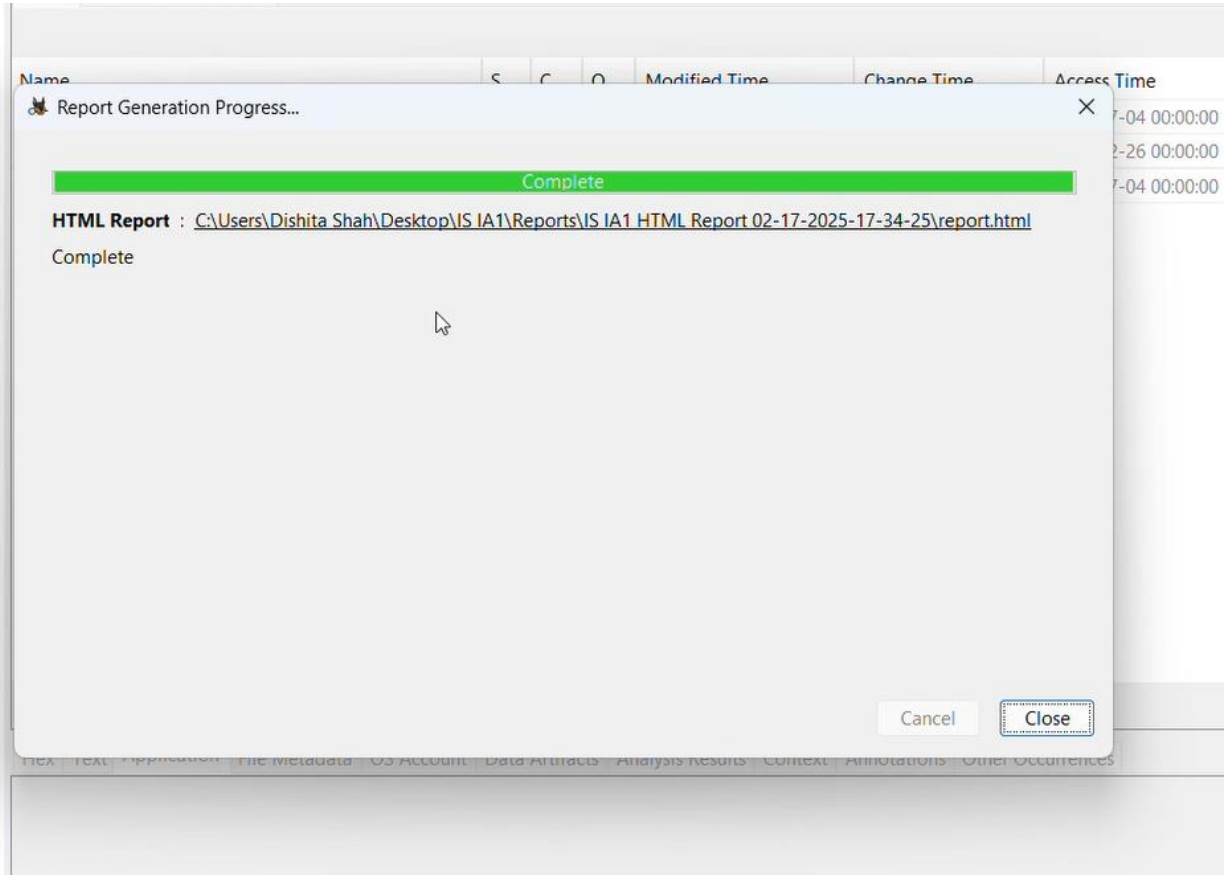 Name S C O Modified Time Change Time Access Time
Report Generation Progress...
7-04 00:00:00
2-26 00:00:00
7-04 00:00:00
Complete
HTML Report : C:\Users\Dishita Shah\Desktop\IS IA1\Reports\IS IA1 HTML Report 02-17-2025-17-34-25\report.html
Complete
Cancel Close
Hex Text Application File Metadata OS Account Data Artifacts Analysis Results Context Annotations Other Occurrences